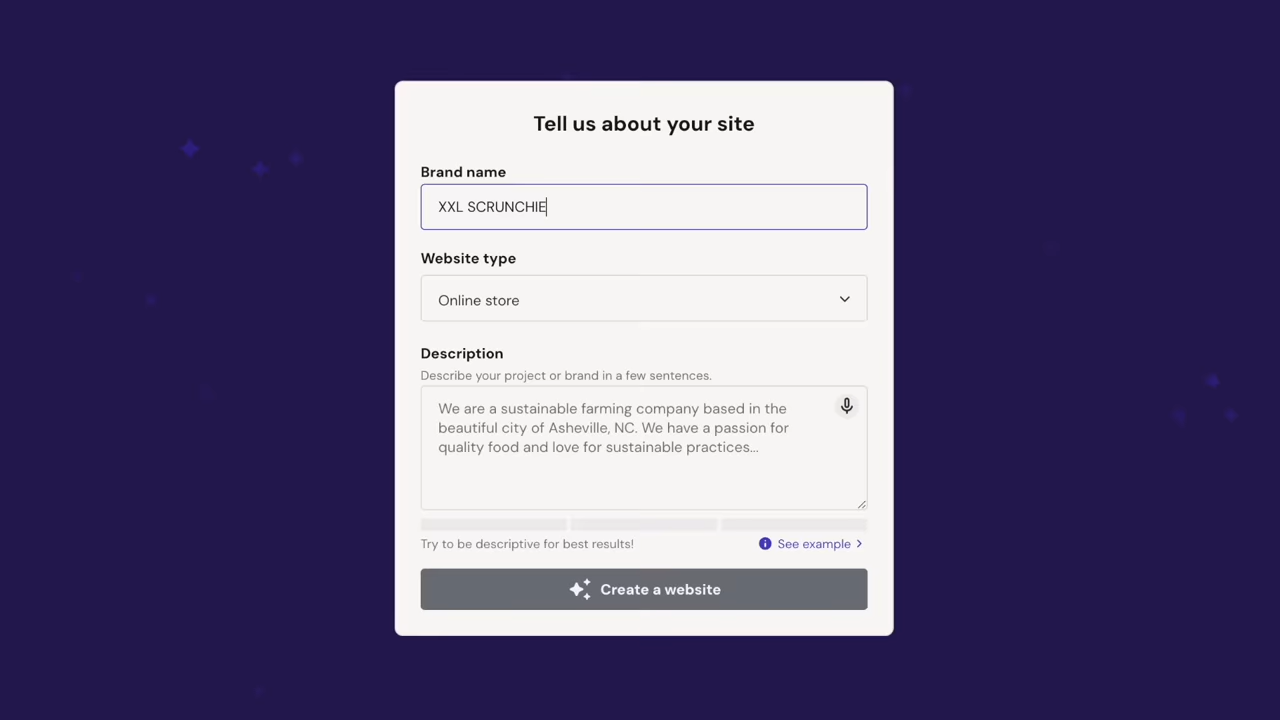 Tell us about your site
Brand name
XXL SCRUNCHIE
Website type
Online store
Description
Describe your project or brand in a few sentences.
We are a sustainable farming company based in the
beautiful city of Asheville, NC. We have a passion for
quality food and love for sustainable practices...
Try to be descriptive for best results!
See example
Create a website